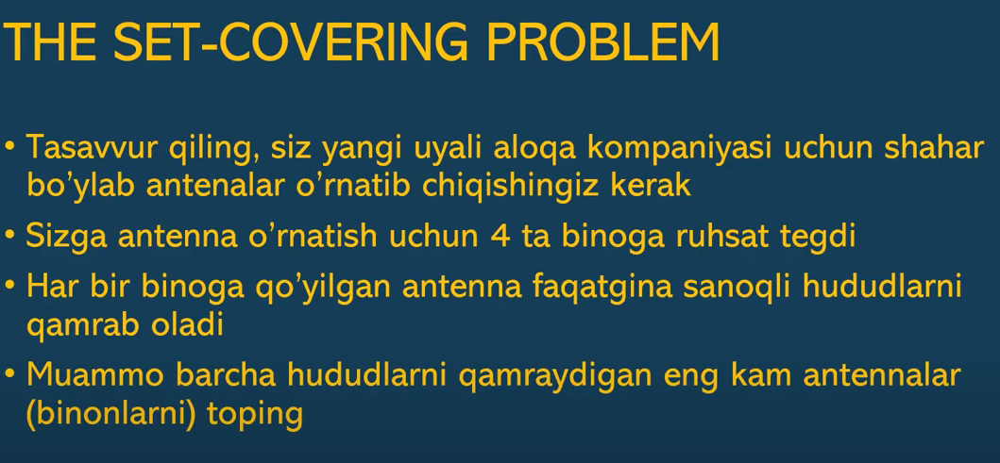 THE SET-COVERING PROBLEM
• Tasavvur qiling, siz yangi uyali aloqa kompaniyasi uchun shahar
bo’ylab antenalar o’rnatib chiqishingiz kerak
• Sizga antenna o’rnatish uchun 4 ta binoga ruhsat tegdi
• Har bir binoga qo’yilgan antenna faqatgina sanoqli hududlarni
qamrab oladi
• Muammo barcha hududlarni qamraydigan eng kam antennalar
(binonlarni) toping